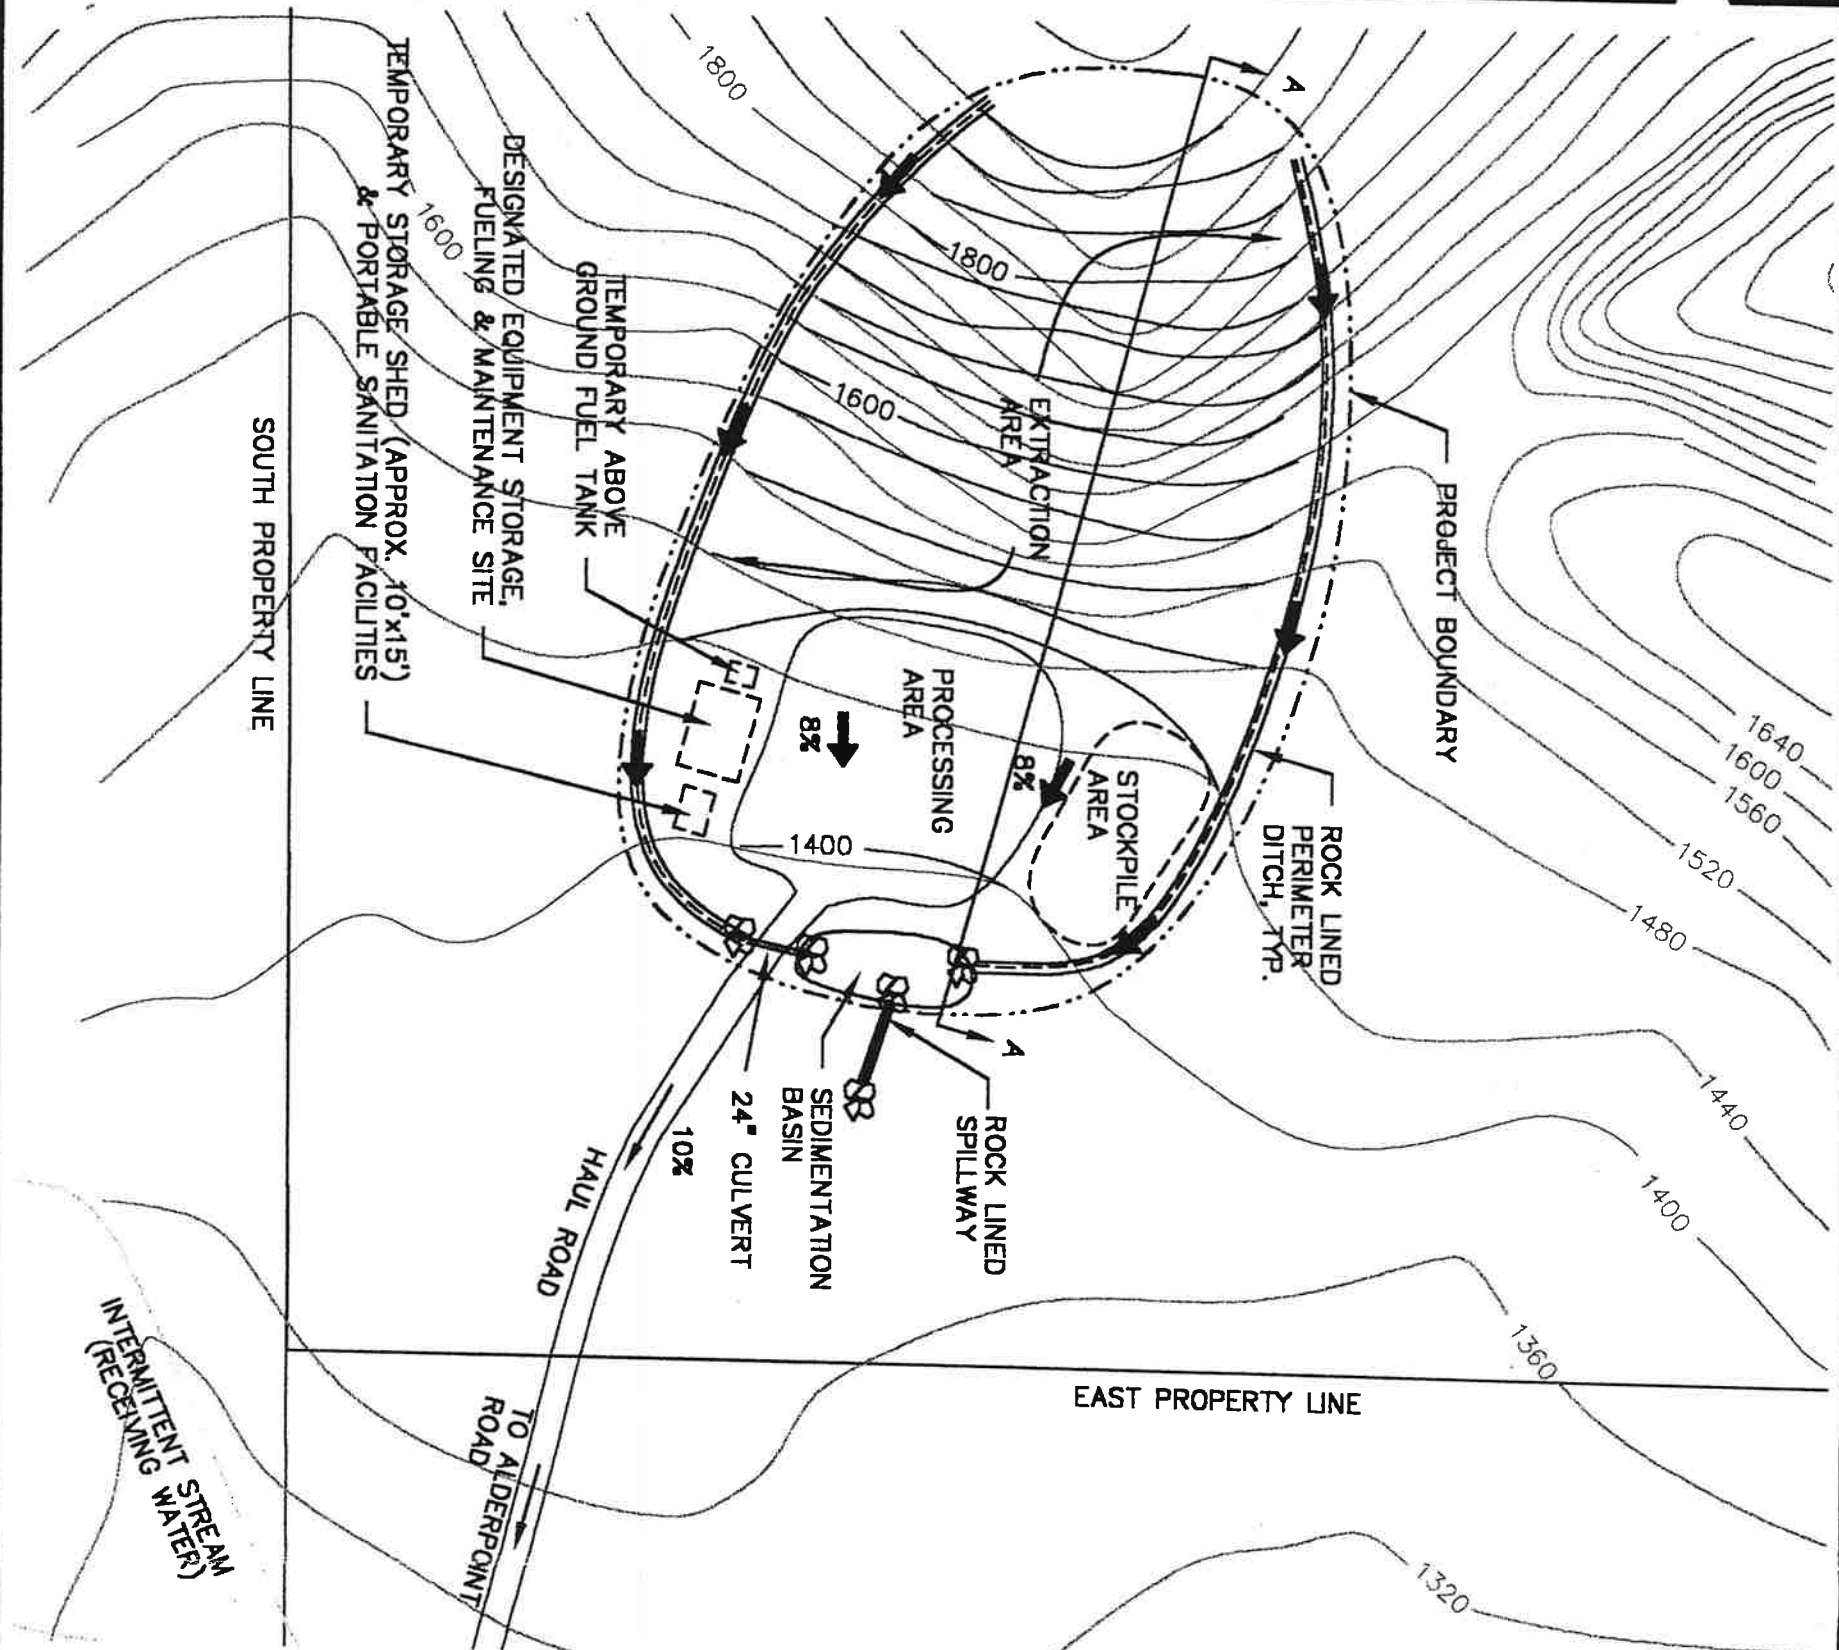 A
1800
1800
1600
1600
TEMPORARY STORAGE SHED (APPROX. 10'x15')
& PORTABLE SANITATION FACILITIES
DESIGNATED EQUIPMENT STORAGE,
FUELING & MAINTENANCE SITE
TEMPORARY ABOVE
GROUND FUEL TANK
EXTRACTION
AREA
PROJECT BOUNDARY
SOUTH PROPERTY LINE
PROCESSING
AREA
8%
8%
STOCKPILE
AREA
ROCK LINED
PERIMETER
DITCH, TYP.
1640
1600
1560
1520
1480
1440
1400
1360
1320
1400
A
ROCK LINED
SPILLWAY
SEDIMENTATION
BASIN
24" CULVERT
10%
HAUL ROAD
TO ALDERPOINT
ROAD
EAST PROPERTY LINE
INTERMITTENT STREAM
(RECEIVING WATER)